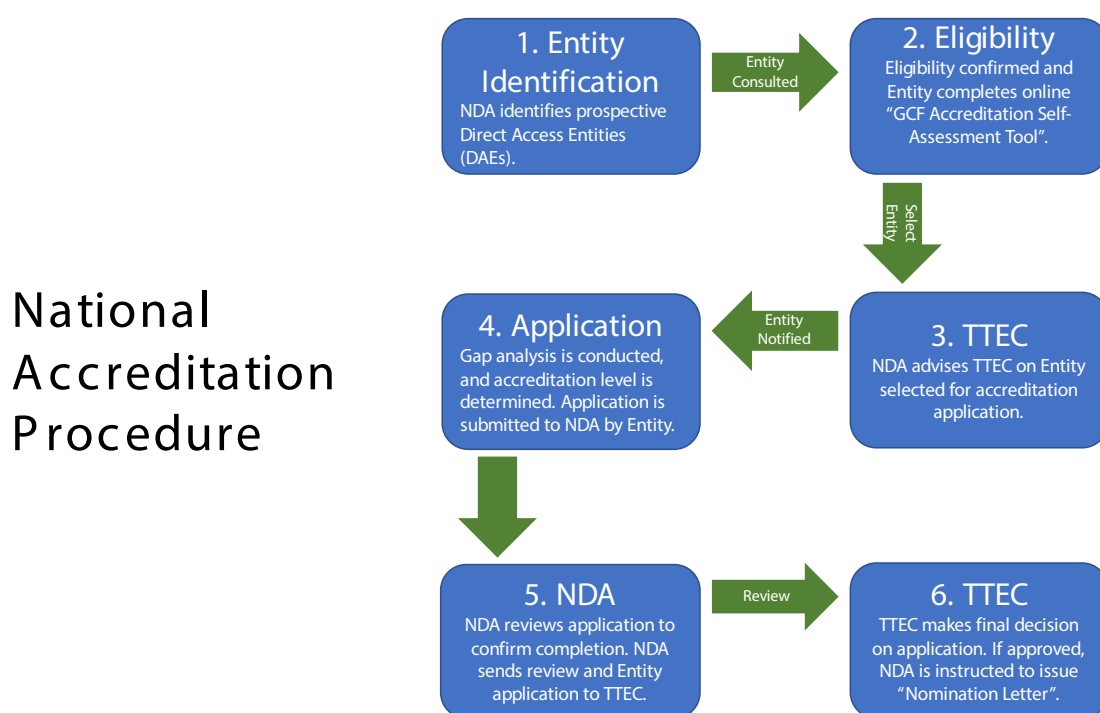 National
Accreditation
Procedure
1. Entity
Identification
NDA identifies prospective
Direct Access Entities
(DAEs).
Entity
Consulted
2. Eligibility
Eligibility confirmed and
Entity completes online
“GCF Accreditation Self-
Assessment Tool”.
Select
Entity
3. TTEC
NDA advises TTEC on Entity
selected for accreditation
application.
Entity
Notified
4. Application
Gap analysis is conducted,
and accreditation level is
determined. Application is
submitted to NDA by Entity.
5. NDA
NDA reviews application to
confirm completion. NDA
sends review and Entity
application to TTEC.
Review
6. TTEC
TTEC makes final decision
on application. If approved,
NDA is instructed to issue
“Nomination Letter”.